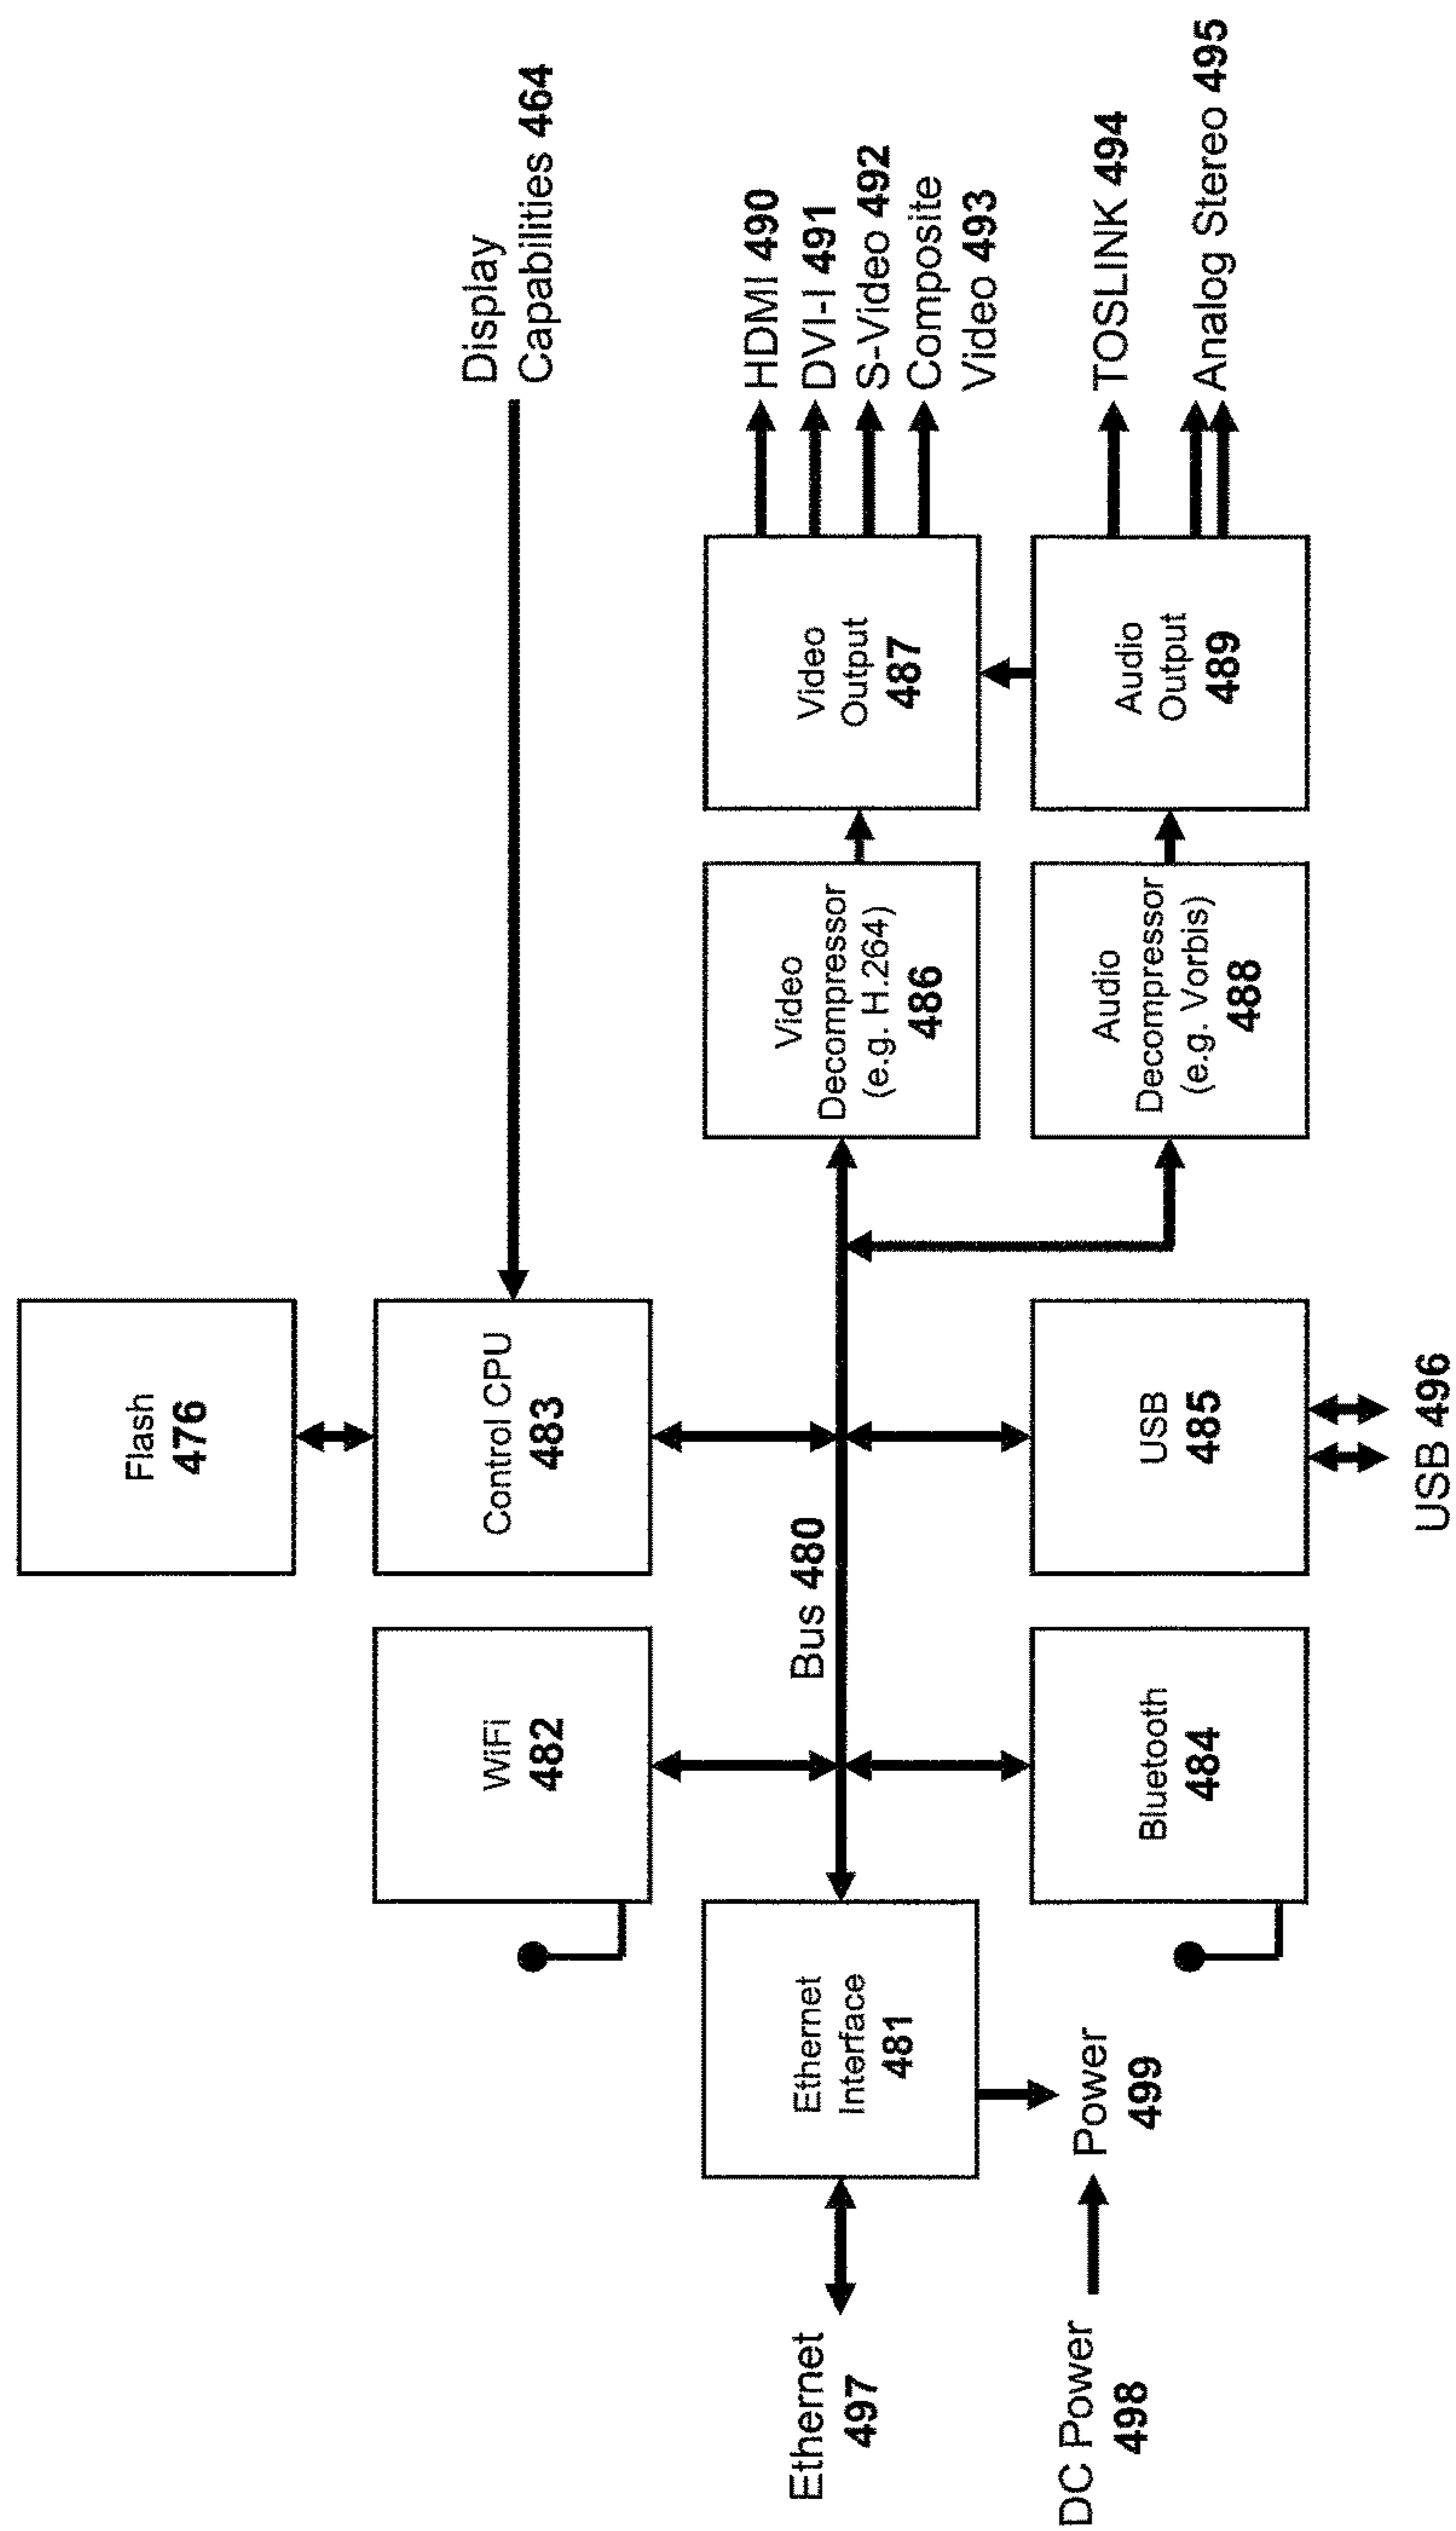 Flash
476
Display
Capabilities 464
WiFi
482
Control CPU
483
HDMI 490
DVI-I 491
S-Video 492
Composite
Video 493
Ethernet
497
Ethernet
Interface
481
Bus 480
Video
Decompressor
(e.g. H.264)
486
Video
Output
487
DC Power
498
Power
499
Bluetooth
484
USB
485
Audio
Decompressor
(e.g. Vorbis)
488
Audio
Output
489
TOSLINK 494
Analog Stereo 495
USB 496